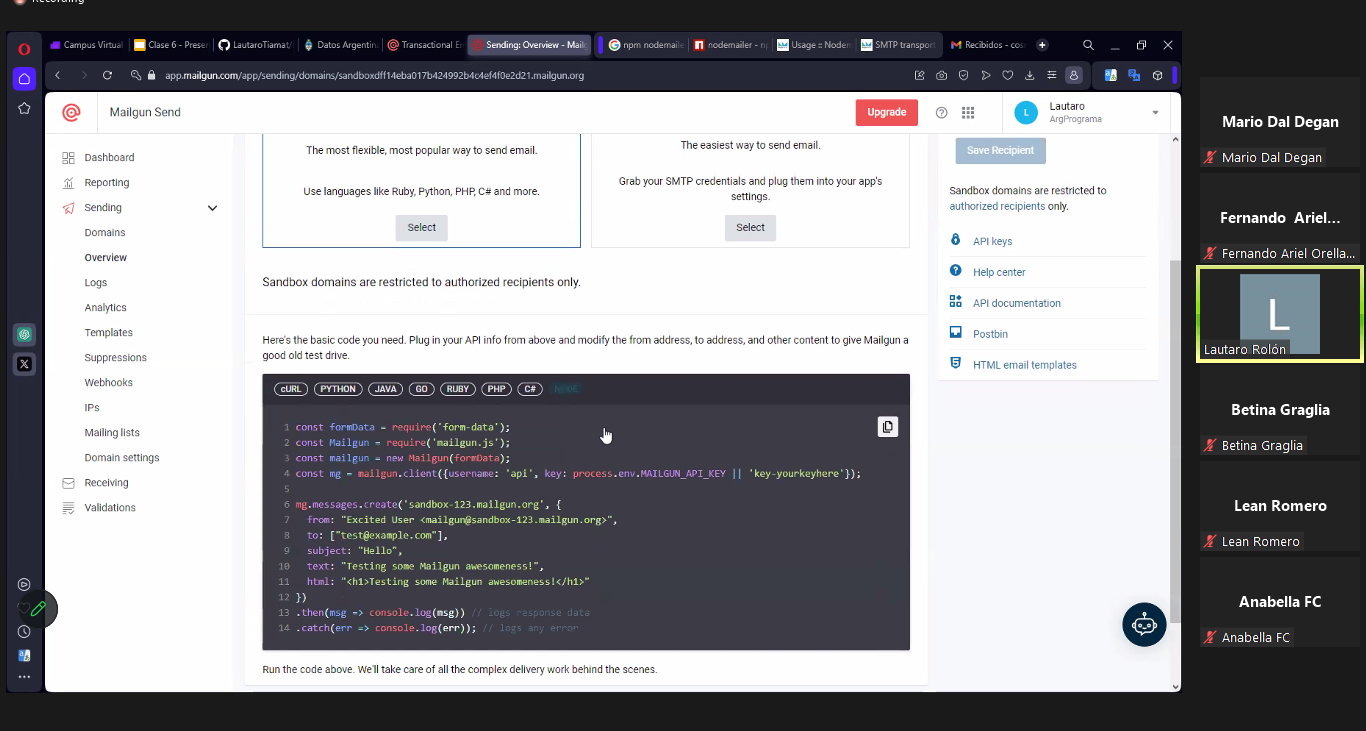 Recording
Campus Virtual
Clase 6 - Presen
LautaroTiamat/
Datos Argentin
Transactional E
Sending: Overview - Mail
npm nodemaile
nodemailer - n
Usage :: Nodem
SMTP transport
Recibidos - cos
app.mailgun.com/app/sending/domains/sandboxdff14eba017b424992b4c4ef4f0e2d21.mailgun.org
Mailgun Send
Upgrade
L
Lautaro
ArgPrograma
Dashboard
Reporting
Sending
Domains
Overview
Logs
Analytics
Templates
Suppressions
Webhooks
IPs
Mailing lists
Domain settings
Receiving
Validations
The most flexible, most popular way to send email.
Use languages like Ruby, Python, PHP, C# and more.
Select
The easiest way to send email.
Grab your SMTP credentials and plug them into your app's
settings.
Select
Sandbox domains are restricted to authorized recipients only.
Here's the basic code you need. Plug in your API info from above and modify the from address, to address, and other content to give Mailgun a
good old test drive.
cURL PYTHON JAVA GO RUBY PHP C# NODE
1 const formData = require('form-data');
2 const Mailgun = require('mailgun.js');
3 const mailgun = new Mailgun(formData);
4 const mg = mailgun.client({username: 'api', key: process.env.MAILGUN_API_KEY || 'key-yourkeyhere'});
5
6 mg.messages.create('sandbox-123.mailgun.org', {
7 from: "Excited User <mailgun@sandbox-123.mailgun.org>",
8 to: ["test@example.com"],
9 subject: "Hello",
10 text: "Testing some Mailgun awesomeness!",
11 html: "<h1>Testing some Mailgun awesomeness!</h1>"
12 })
13 .then(msg => console.log(msg)) // logs response data
14 .catch(err => console.log(err)); // logs any error
Run the code above. We'll take care of all the complex delivery work behind the scenes.
Save Recipient
Sandbox domains are restricted to
authorized recipients only.
API keys
Help center
API documentation
Postbin
HTML email templates
Mario Dal Degan
Mario Dal Degan
Fernando Ariel...
Fernando Ariel Orella...
L
Lautaro Rolón
Betina Graglia
Betina Graglia
Lean Romero
Lean Romero
Anabella FC
Anabella FC